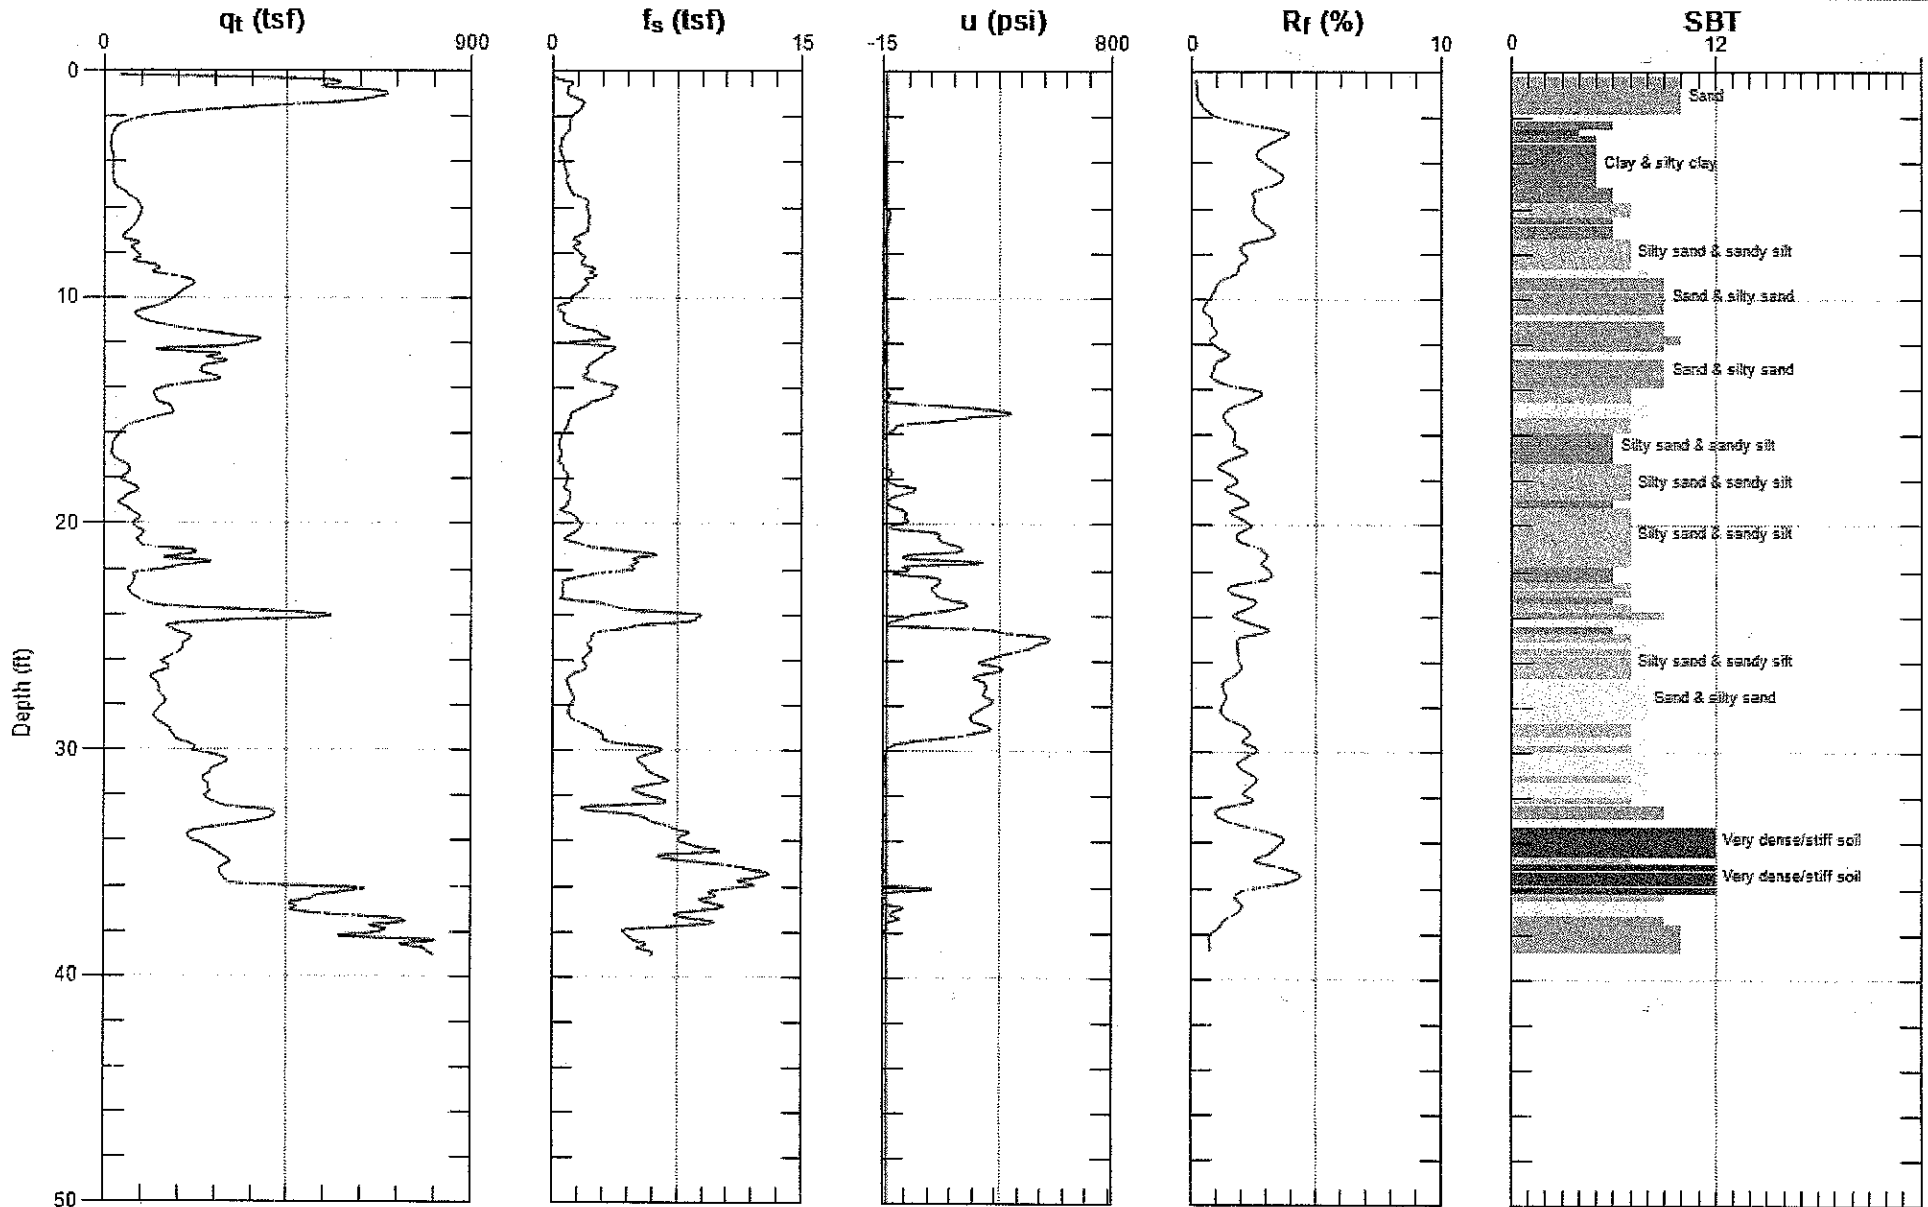 qt (tsf)
fs (tsf)
u (psi)
Rf (%)
SBT
0 900
0 15
-15 800
0 10
0 12
0
10
20
30
40
50
Depth (ft)
Sand
Clay & silty clay
Silty sand & sandy silt
Sand & silty sand
Sand & silty sand
Silty sand & sandy silt
Silty sand & sandy silt
Silty sand & sandy silt
Silty sand & sandy silt
Sand & silty sand
Very dense/stiff soil
Very dense/stiff soil